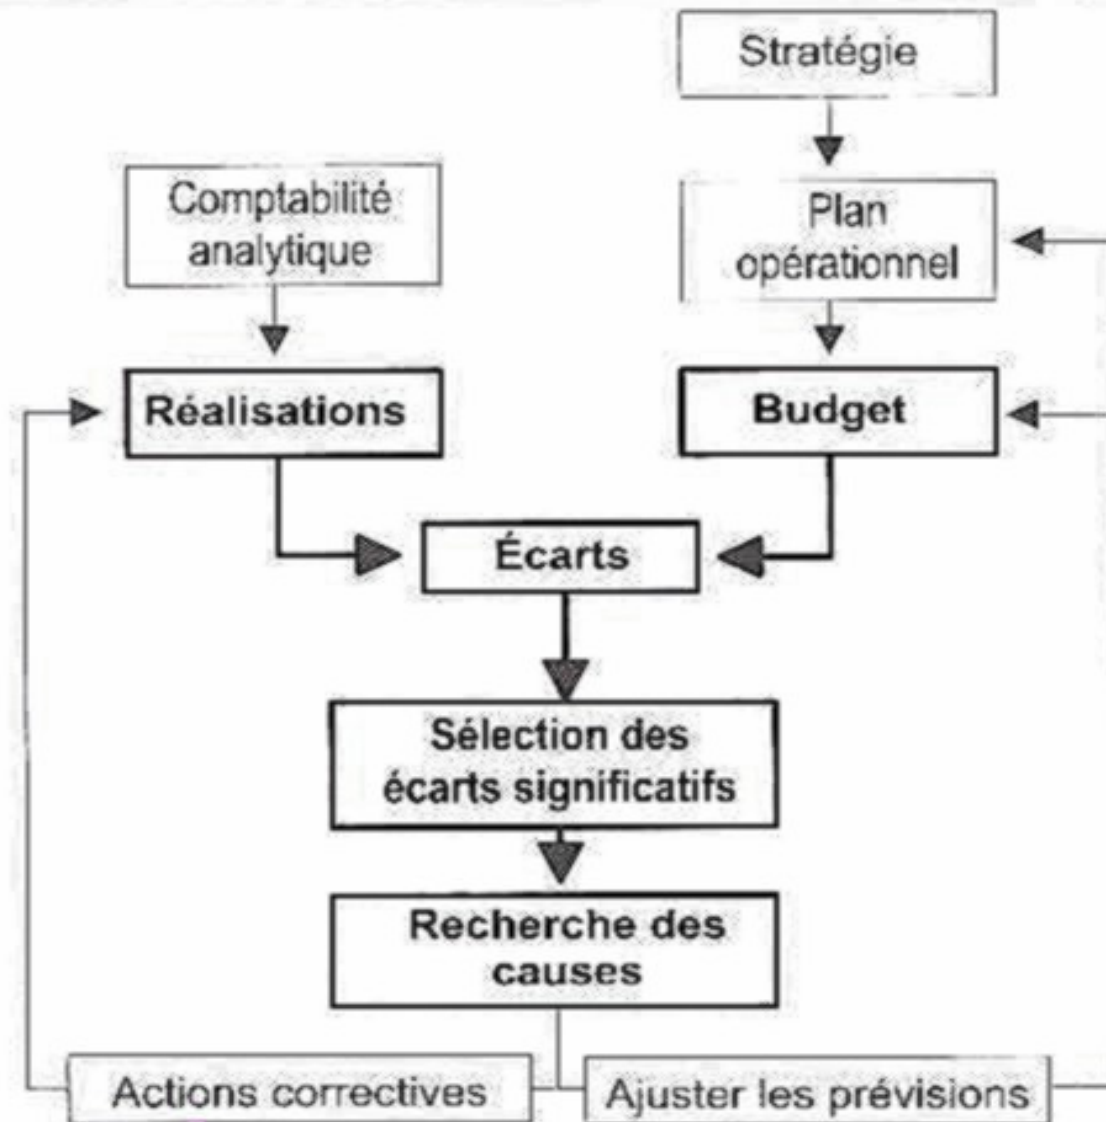 Stratégie
Comptabilité
analytique
Plan
opérationnel
Réalisations
Budget
Écarts
Sélection des
écarts significatifs
Recherche des
causes
Actions correctives
Ajuster les prévisions